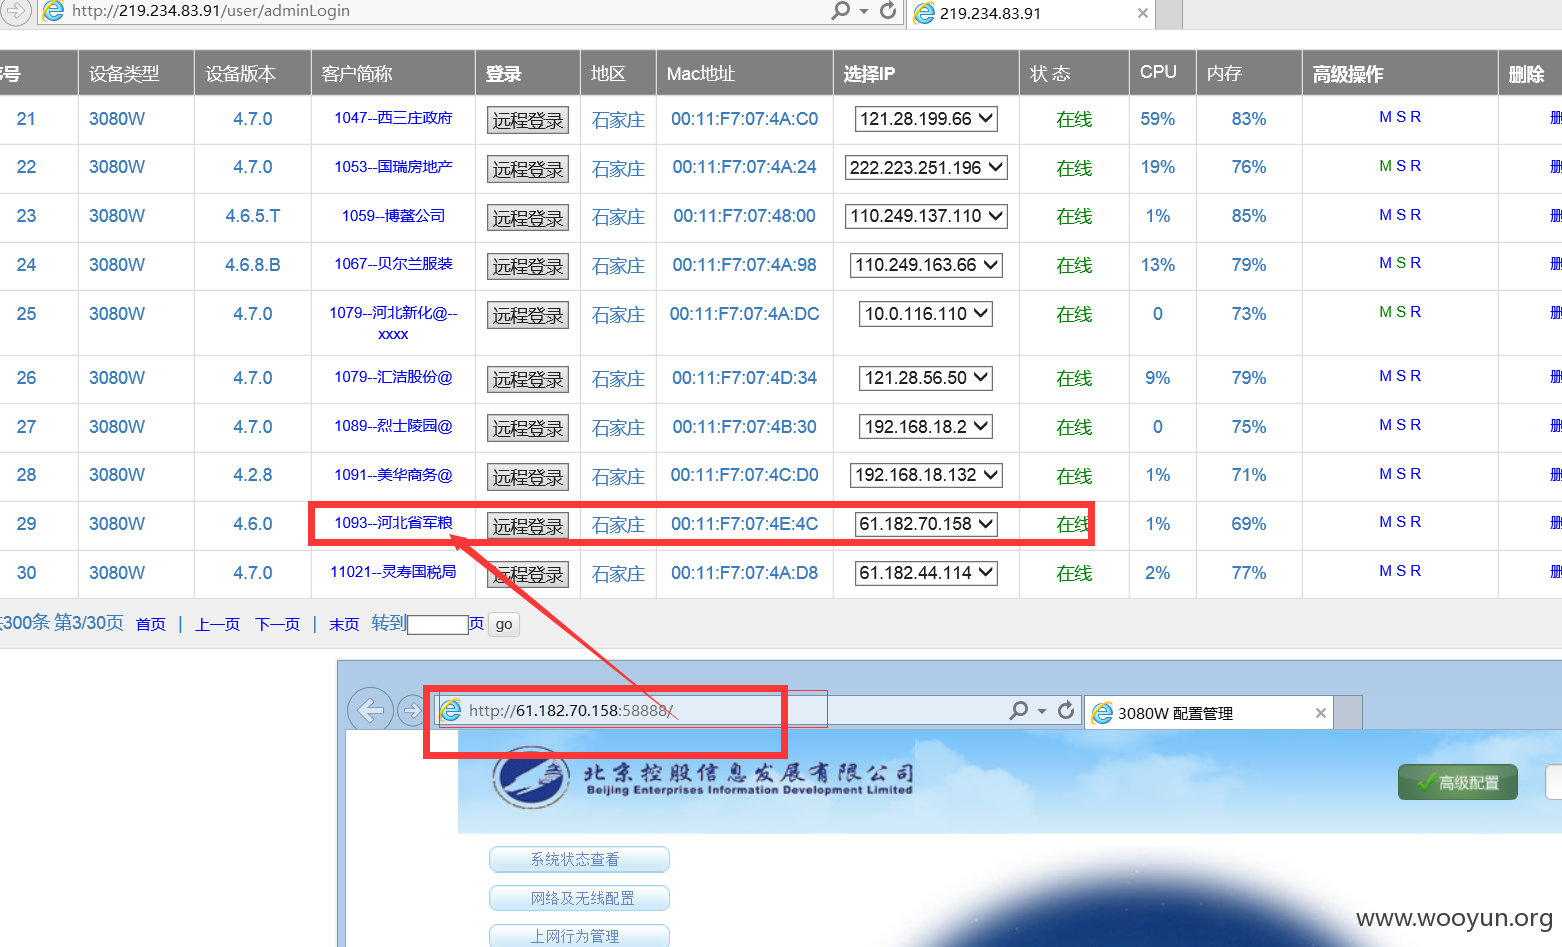 http://219.234.83.91/user/adminLogin
219.234.83.91
序号 设备类型 设备版本 客户简称 登录 地区 Mac地址 选择IP 状 态 CPU 内存 高级操作 删除
21 3080W 4.7.0 1047--西三庄政府 远程登录 石家庄 00:11:F7:07:4A:C0 121.28.199.66 在线 59% 83% M S R 删
22 3080W 4.7.0 1053--国瑞房地产 远程登录 石家庄 00:11:F7:07:4A:24 222.223.251.196 在线 19% 76% M S R 删
23 3080W 4.6.5.T 1059--博鳌公司 远程登录 石家庄 00:11:F7:07:48:00 110.249.137.110 在线 1% 85% M S R 删
24 3080W 4.6.8.B 1067--贝尔兰服装 远程登录 石家庄 00:11:F7:07:4A:98 110.249.163.66 在线 13% 79% M S R 删
25 3080W 4.7.0 1079--河北新化@-- 远程登录 石家庄 00:11:F7:07:4A:DC 10.0.116.110 在线 0 73% M S R 删
xxxx
26 3080W 4.7.0 1079--汇洁股份@ 远程登录 石家庄 00:11:F7:07:4D:34 121.28.56.50 在线 9% 79% M S R 删
27 3080W 4.7.0 1089--烈士陵园@ 远程登录 石家庄 00:11:F7:07:4B:30 192.168.18.2 在线 0 75% M S R 删
28 3080W 4.2.8 1091--美华商务@ 远程登录 石家庄 00:11:F7:07:4C:D0 192.168.18.132 在线 1% 71% M S R 删
29 3080W 4.6.0 1093--河北省军粮 远程登录 石家庄 00:11:F7:07:4E:4C 61.182.70.158 在线 1% 69% M S R 删
30 3080W 4.7.0 11021--灵寿国税局 远程登录 石家庄 00:11:F7:07:4A:D8 61.182.44.114 在线 2% 77% M S R 删
共300条 第3/30页 首页 | 上一页 下一页 | 末页 转到 页 go
http://61.182.70.158:58888/
3080W 配置管理
北京控股信息发展有限公司
Beijing Enterprises Information Development Limited
高级配置
系统状态查看
网络及无线配置
上网行为管理
www.wooyun.org